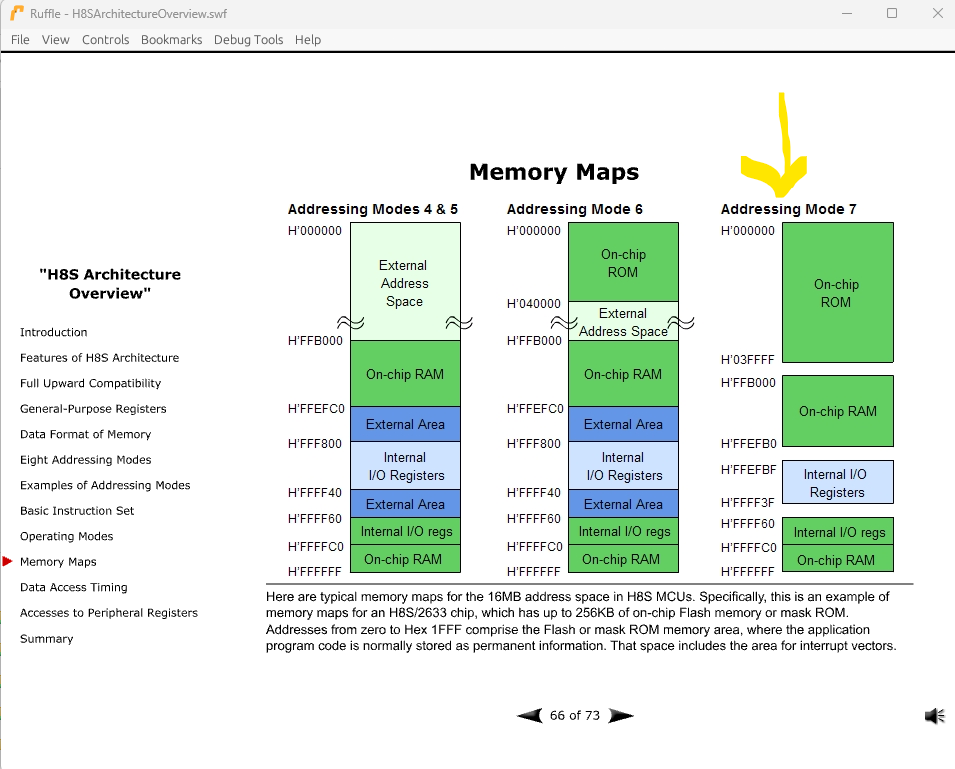 Ruffle - H8SArchitectureOverview.swf
File View Controls Bookmarks Debug Tools Help
Memory Maps
"H8S Architecture
Overview"
Introduction
Features of H8S Architecture
Full Upward Compatibility
General-Purpose Registers
Data Format of Memory
Eight Addressing Modes
Examples of Addressing Modes
Basic Instruction Set
Operating Modes
Memory Maps
Data Access Timing
Accesses to Peripheral Registers
Summary
Addressing Modes 4 & 5
H'000000
External
Address
Space
H'FFB000
On-chip RAM
H'FFEFC0
External Area
H'FFF800
Internal
I/O Registers
H'FFFF40
External Area
H'FFFF60
Internal I/O regs
H'FFFFC0
On-chip RAM
H'FFFFFF
Addressing Mode 6
H'000000
On-chip
ROM
H'040000
External
Address Space
H'FFB000
On-chip RAM
H'FFEFC0
External Area
H'FFF800
Internal
I/O Registers
H'FFFF40
External Area
H'FFFF60
Internal I/O regs
H'FFFFC0
On-chip RAM
H'FFFFFF
Addressing Mode 7
H'000000
On-chip
ROM
H'03FFFF
H'FFB000
On-chip RAM
H'FFEFB0
H'FFEFBF
Internal I/O
Registers
H'FFFF3F
H'FFFF60
Internal I/O regs
H'FFFFC0
On-chip RAM
H'FFFFFF
Here are typical memory maps for the 16MB address space in H8S MCUs. Specifically, this is an example of
memory maps for an H8S/2633 chip, which has up to 256KB of on-chip Flash memory or mask ROM.
Addresses from zero to Hex 1FFF comprise the Flash or mask ROM memory area, where the application
program code is normally stored as permanent information. That space includes the area for interrupt vectors.
66 of 73